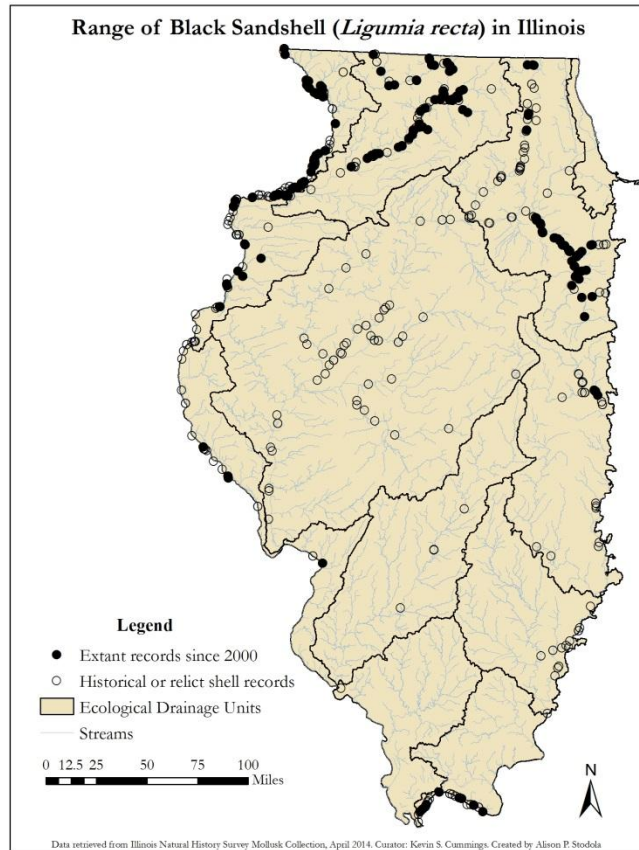 Range of Black Sandshell (Ligumia recta) in Illinois
Legend
Extant records since 2000
Historical or relict shell records
Ecological Drainage Units
Streams
0 12.5 25 50 75 100
Miles
N
Data retrieved from Illinois Natural History Survey Mollusk Collection, April 2014. Curator: Kevin S. Cummings. Created by Alison P. Stodola